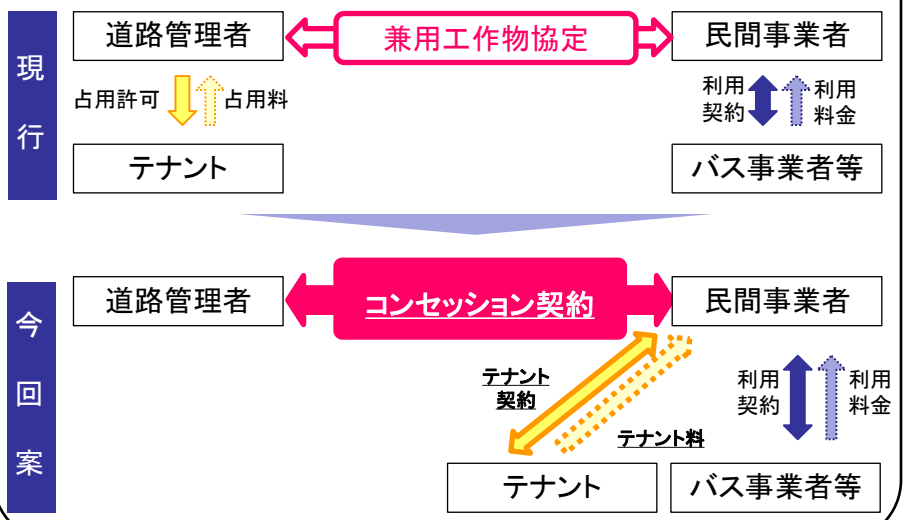 現行
道路管理者
兼用工作物協定
民間事業者
占用許可
占用料
利用
契約
利用
料金
テナント
バス事業者等
今回案
道路管理者
コンセッション契約
民間事業者
テナント
契約
テナント料
利用
契約
利用
料金
テナント
バス事業者等